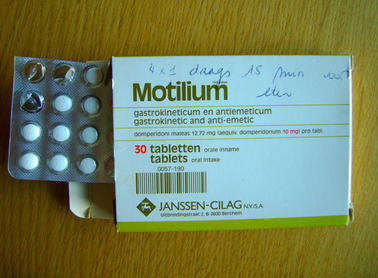 4 x 1 daags 15 min voor
eten
Motilium
gastrokineticum en antiemeticum
gastrokinetic and anti-emetic
domperidoni maleas 12,72 mg (aequiv. domperidonum 10 mg) pro tabl.
30 tabletten orale inname
tablets oral intake
0057-190
JANSSEN-CILAG N.V./S.A.
Uitbreidingstraat 2, B-2600 Berchem